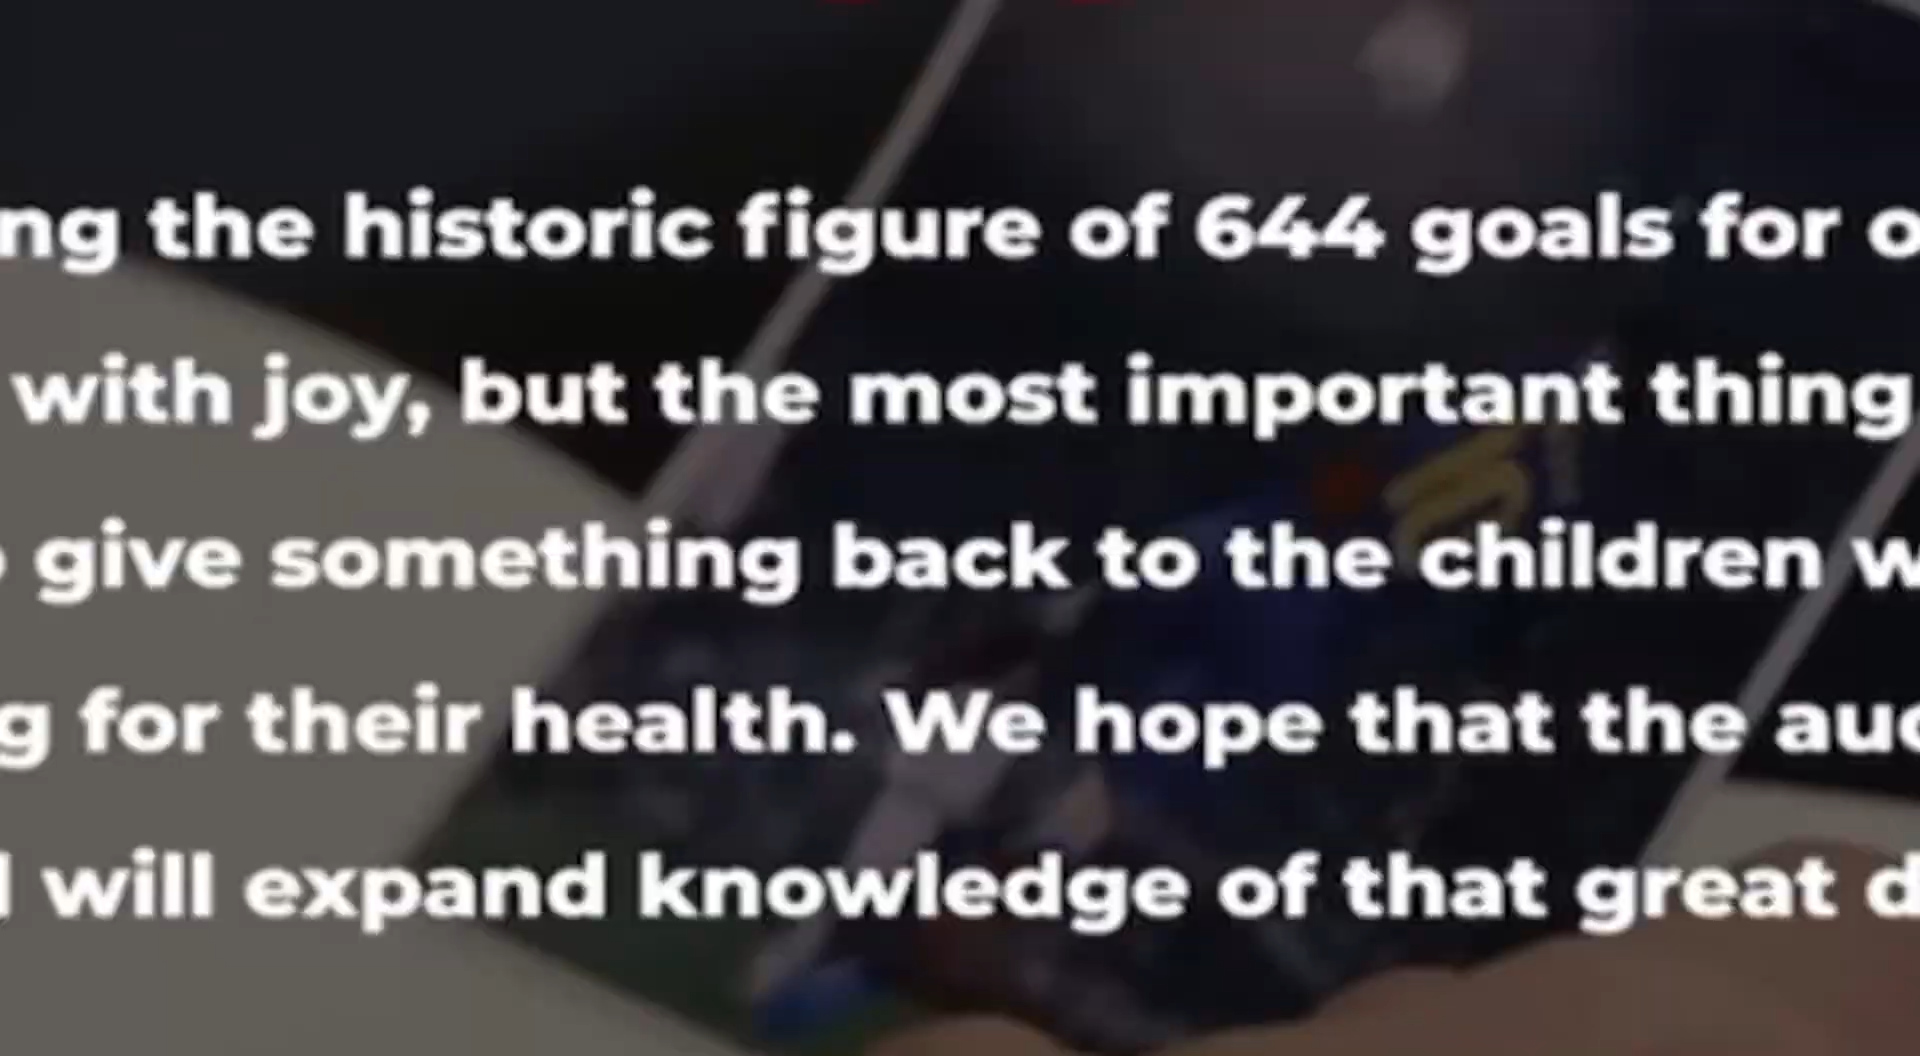 ng the historic figure of 644 goals for o
with joy, but the most important thing
give something back to the children w
g for their health. We hope that the auc
will expand knowledge of that great d